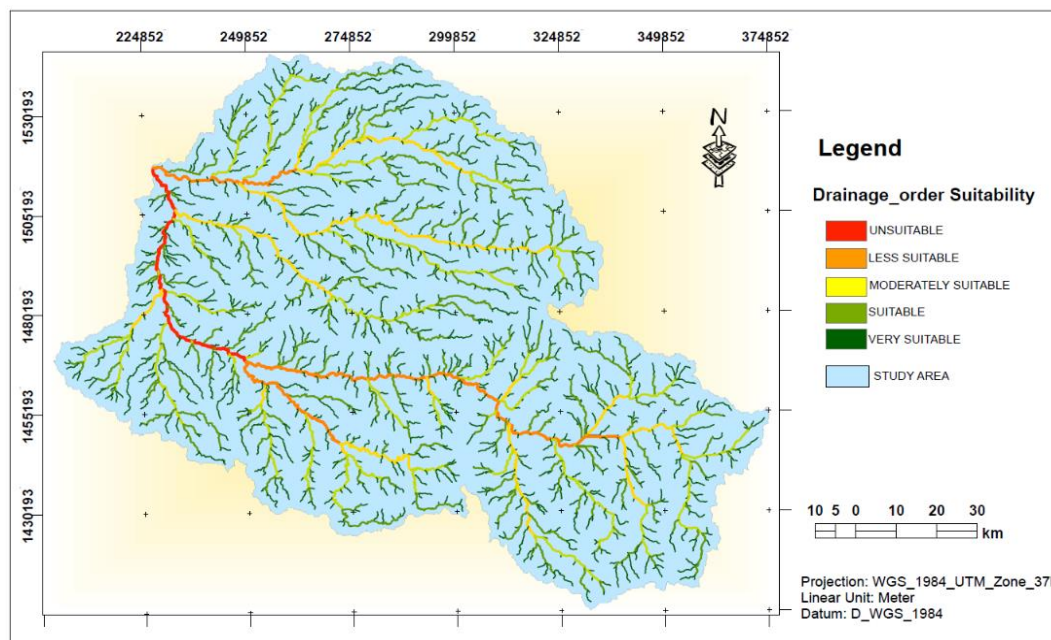 224852 249852 274852 299852 324852 349852 374852
1530193
1505193
1480193
1455193
1430193
N
Legend
Drainage_order Suitability
UNSUITABLE
LESS SUITABLE
MODERATELY SUITABLE
SUITABLE
VERY SUITABLE
STUDY AREA
10 5 0 10 20 30
km
Projection: WGS_1984_UTM_Zone_37
Linear Unit: Meter
Datum: D_WGS_1984